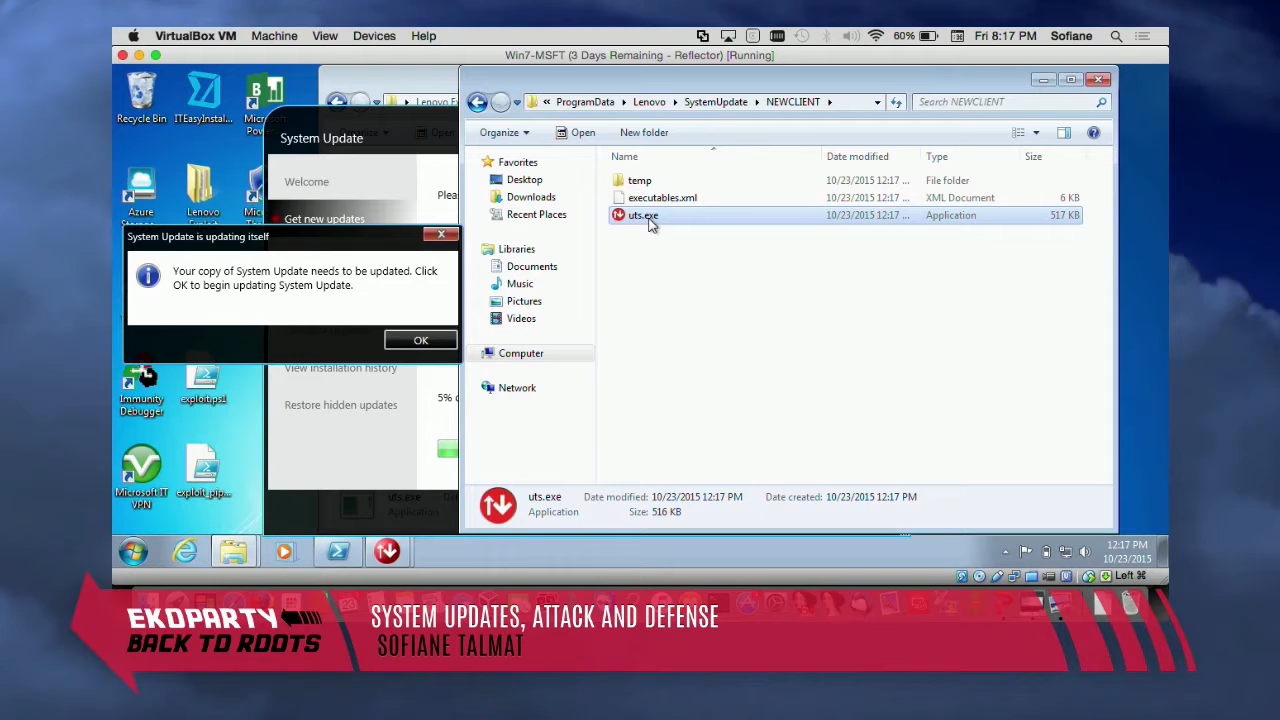 VirtualBox VM Machine View Devices Help
60% Fri 8:17 PM Sofiane
Win7-MSFT (3 Days Remaining - Reflector) [Running]
Recycle Bin
ITEasyInstal...
Azure
Lenovo
Immunity
Debugger
exploit.ps1
Microsoft IT
VPN
exploit_pip...
ProgramData Lenovo SystemUpdate NEWCLIENT
Search NEWCLIENT
Organize Open New folder
Favorites
Desktop
Downloads
Recent Places
Libraries
Documents
Music
Pictures
Videos
Computer
Network
Name Date modified Type Size
temp 10/23/2015 12:17 ... File folder
executables.xml 10/23/2015 12:17 ... XML Document 6 KB
uts.exe 10/23/2015 12:17 ... Application 517 KB
uts.exe Date modified: 10/23/2015 12:17 PM Date created: 10/23/2015 12:17 PM
Application Size: 516 KB
System Update
Welcome
Get new updates
System Update is updating itself
Your copy of System Update needs to be updated. Click
OK to begin updating System Update.
OK
View installation history
Restore hidden updates
5%
uts.exe
Application
12:17 PM
10/23/2015
Left ⌘
EKOPARTY
BACK TO ROOTS
SYSTEM UPDATES, ATTACK AND DEFENSE
SOFIANE TALMAT